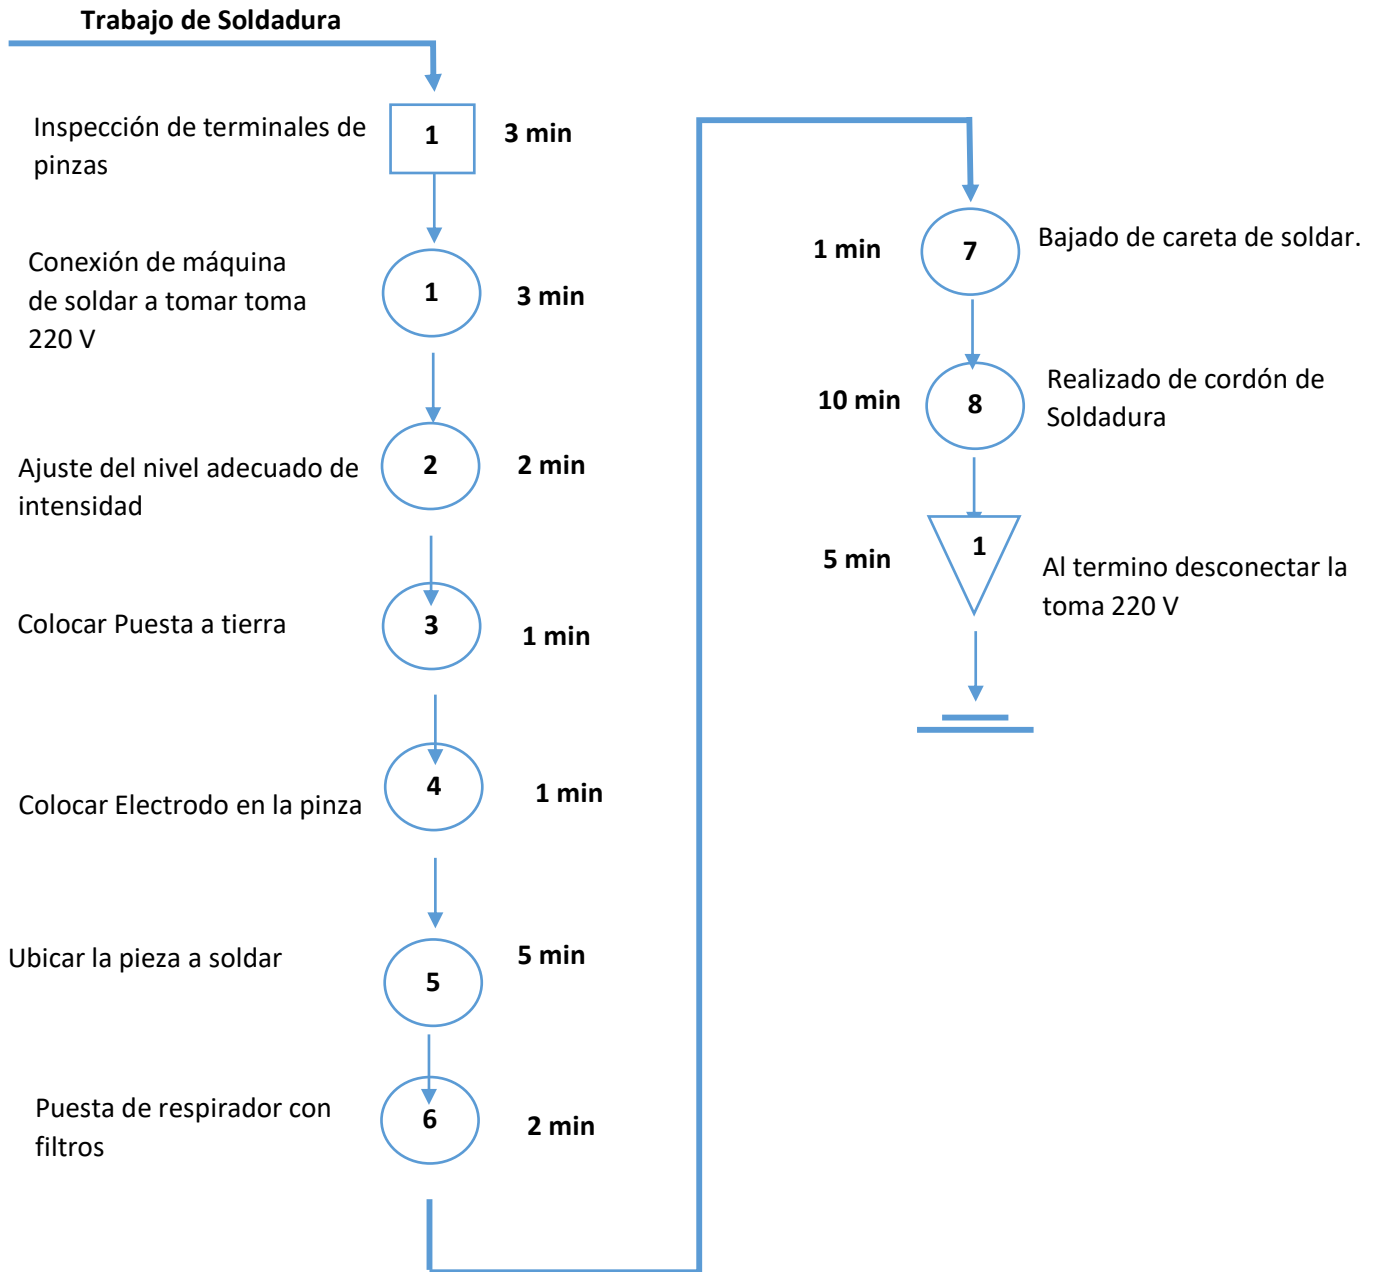 Trabajo de Soldadura
Inspección de terminales de
pinzas
1
3 min
Conexión de máquina
de soldar a tomar toma
220 V
1
3 min
Ajuste del nivel adecuado de
intensidad
2
2 min
Colocar Puesta a tierra
3
1 min
Colocar Electrodo en la pinza
4
1 min
Ubicar la pieza a soldar
5
5 min
Puesta de respirador con
filtros
6
2 min
1 min
7
Bajado de careta de soldar.
10 min
8
Realizado de cordón de
Soldadura
5 min
1
Al termino desconectar la
toma 220 V